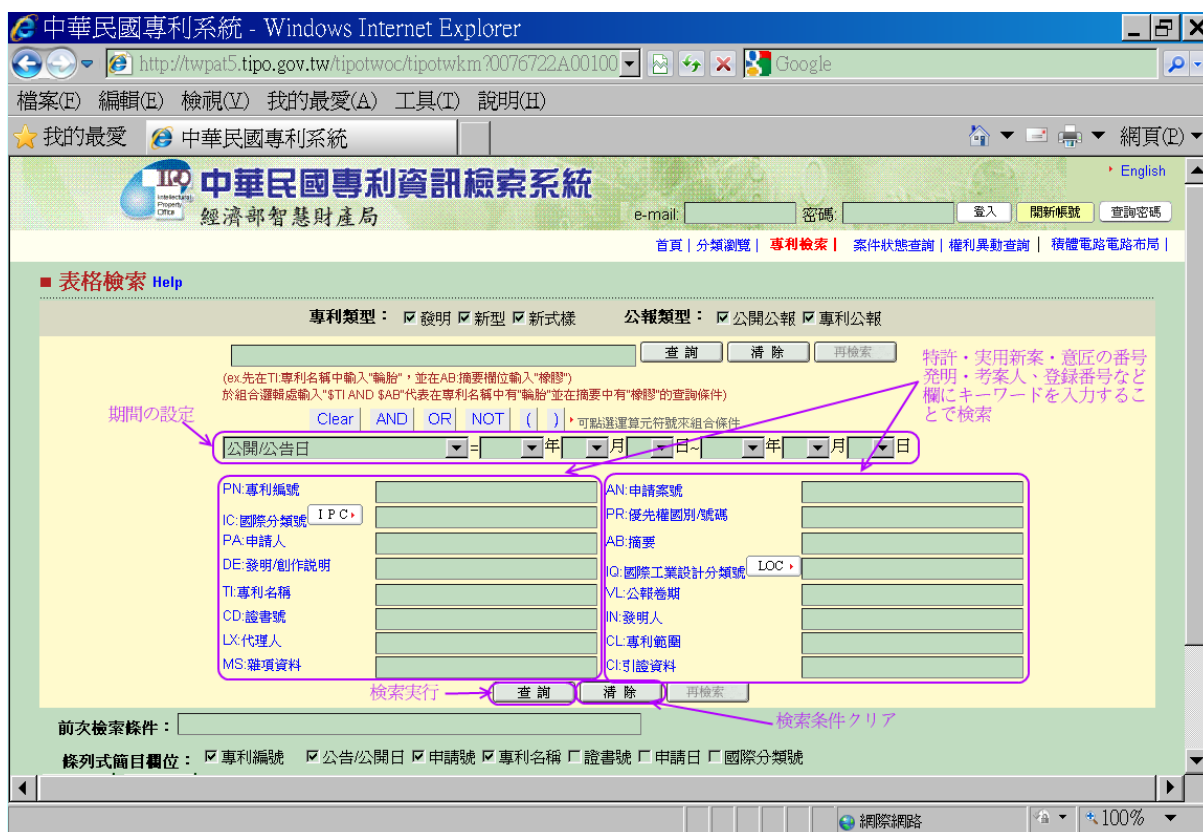 中華民國專利系統 - Windows Internet Explorer
http://twpat5.tipo.gov.tw/tipotwoc/tipotwkm?0076722A00100 Google
檔案(F) 編輯(E) 檢視(V) 我的最愛(A) 工具(T) 說明(H)
我的最愛 中華民國專利系統 網頁(P)
English
IPO
Intellectual Property Office
中華民國專利資訊檢索系統
經濟部智慧財產局
e-mail: 密碼: 登入 開新帳號 查詢密碼
首頁 | 分類瀏覽 | 專利檢索 | 案件狀態查詢 | 權利異動查詢 | 積體電路電路布局 |
表格檢索 Help
專利類型： 發明 新型 新式樣 公報類型： 公開公報 專利公報
查 詢 清 除 再檢索
(ex.先在TI:專利名稱中輸入"輪胎"，並在AB:摘要欄位輸入"橡膠")
於組合邏輯處輸入"$TI AND $AB"代表在專利名稱中有"輪胎"並在摘要中有"橡膠"的查詢條件)
特許・実用新案・意匠の番号
発明・考案人、登録番号など
欄にキーワードを入力するこ
とで検索
期間の設定
Clear AND OR NOT ( ) 可點選運算元符號來組合條件
公開/公告日 = 年 月 日~ 年 月 日
PN:專利編號 AN:申請案號
IC:國際分類號 IPC PR:優先權國別/號碼
PA:申請人 AB:摘要
DE:發明/創作說明 IQ:國際工業設計分類號 LOC
TI:專利名稱 VL:公報卷期
CD:證書號 IN:發明人
LX:代理人 CL:專利範圍
MS:雜項資料 CI:引證資料
検索実行 查 詢 清 除 再檢索
検索条件クリア
前次檢索條件：
條列式簡目欄位： 專利編號 公告/公開日 申請號 專利名稱 證書號 申請日 國際分類號
網際網路 100%